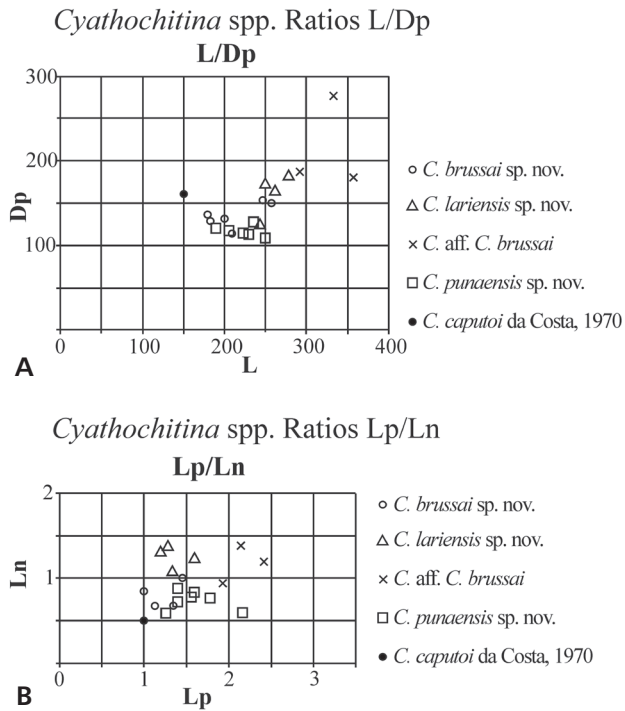 Cyathochitina spp. Ratios L/Dp
L/Dp
300
200
100
Dp
0 100 200 300 400
L
A
C. brussai sp. nov.
C. lariensis sp. nov.
C. aff. C. brussai
C. punaensis sp. nov.
C. caputoi da Costa, 1970
Cyathochitina spp. Ratios Lp/Ln
Lp/Ln
2
1
Ln
0 1 2 3
Lp
B
C. brussai sp. nov.
C. lariensis sp. nov.
C. aff. C. brussai
C. punaensis sp. nov.
C. caputoi da Costa, 1970